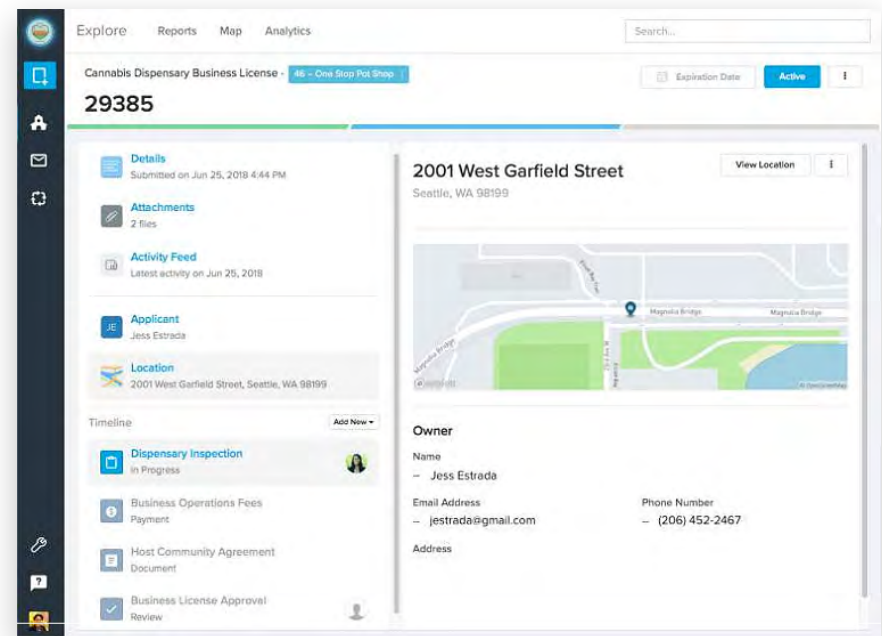 Explore Reports Map Analytics Search...
Cannabis Dispensary Business License - 46 – One Stop Pot Shop
Expiration Date Active
29385
Details
Submitted on Jun 25, 2018 4:44 PM
Attachments
2 files
Activity Feed
Latest activity on Jun 25, 2018
Applicant
JE
Jess Estrada
Location
2001 West Garfield Street, Seattle, WA 98199
Timeline Add New
Dispensary Inspection
In Progress
Business Operations Fees
Payment
Host Community Agreement
Document
Business License Approval
Review
2001 West Garfield Street
View Location
Seattle, WA 98199
Magnolia Bridge
Magnolia Bridge
Magnolia Bridge
© OpenStreetMap
Owner
Name
– Jess Estrada
Email Address Phone Number
– jestrada@gmail.com – (206) 452-2467
Address
?